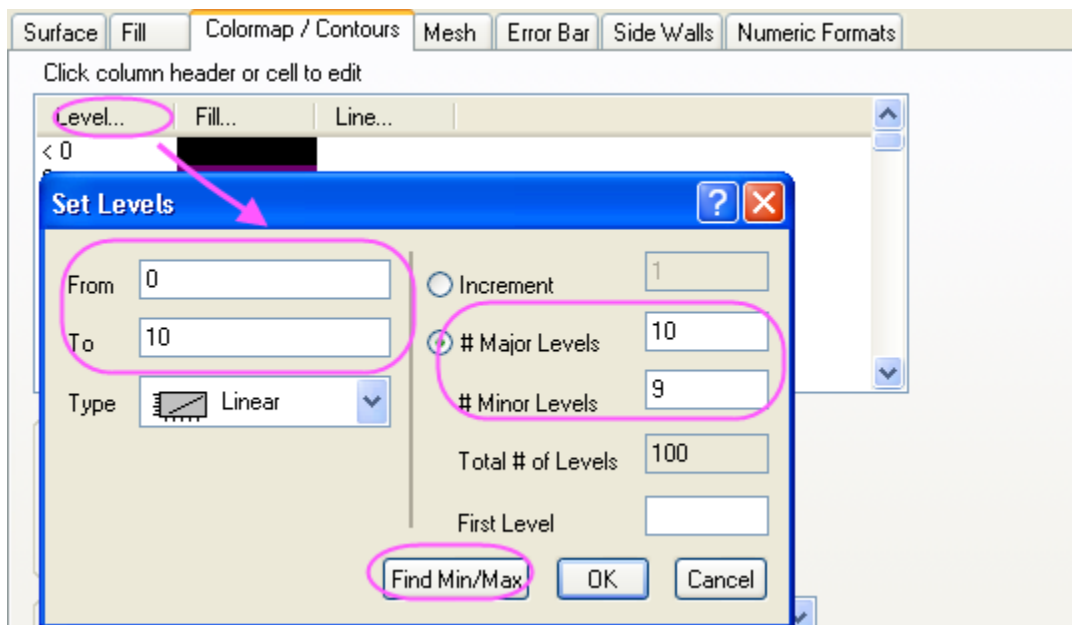 Surface Fill Colormap / Contours Mesh Error Bar Side Walls Numeric Formats
Click column header or cell to edit
Level... Fill... Line...
< 0
Set Levels
From 0
To 10
Type Linear
Increment 1
# Major Levels 10
# Minor Levels 9
Total # of Levels 100
First Level
Find Min/Max OK Cancel